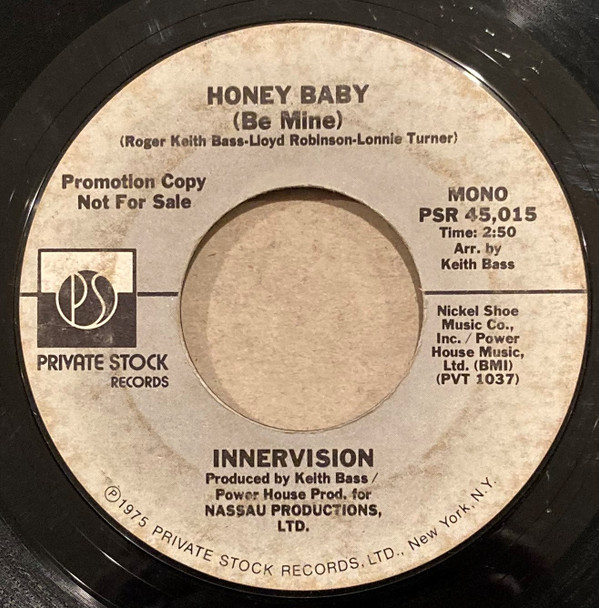 HONEY BABY
(Be Mine)
(Roger Keith Bass-Lloyd Robinson-Lonnie Turner)
Promotion Copy
Not For Sale
MONO
PSR 45,015
Time: 2:50
Arr. by
Keith Bass
PS
PRIVATE STOCK
RECORDS
Nickel Shoe
Music Co.,
Inc. / Power
House Music,
Ltd. (BMI)
(PVT 1037)
INNERVISION
Produced by Keith Bass /
Power House Prod. for
NASSAU PRODUCTIONS,
LTD.
Ⓟ1975 PRIVATE STOCK RECORDS, LTD., New York, N.Y.